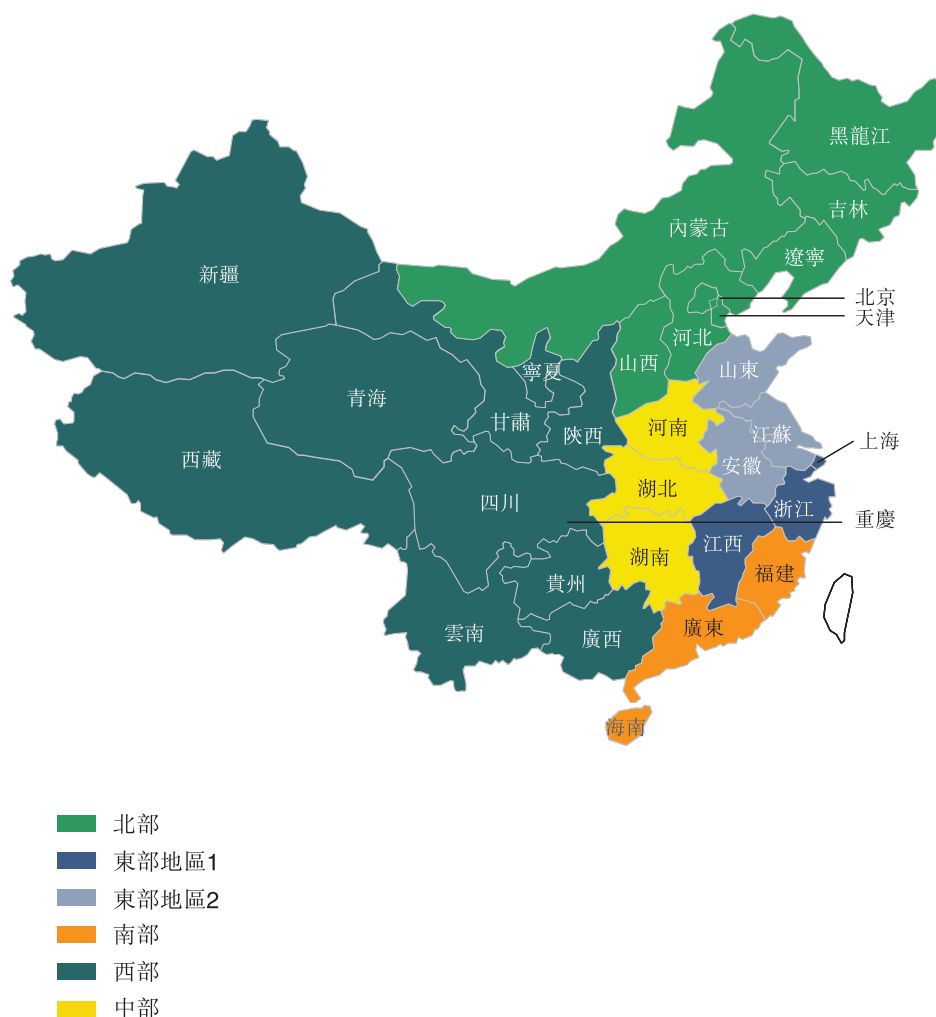 黑龍江
吉林
內蒙古
遼寧
新疆
北京
天津
河北
山西
山東
寧夏
青海
甘肅
河南
江蘇
陝西
上海
西藏
安徽
湖北
四川
浙江
重慶
江西
湖南
福建
貴州
廣東
雲南
廣西
海南
北部
東部地區1
東部地區2
南部
西部
中部